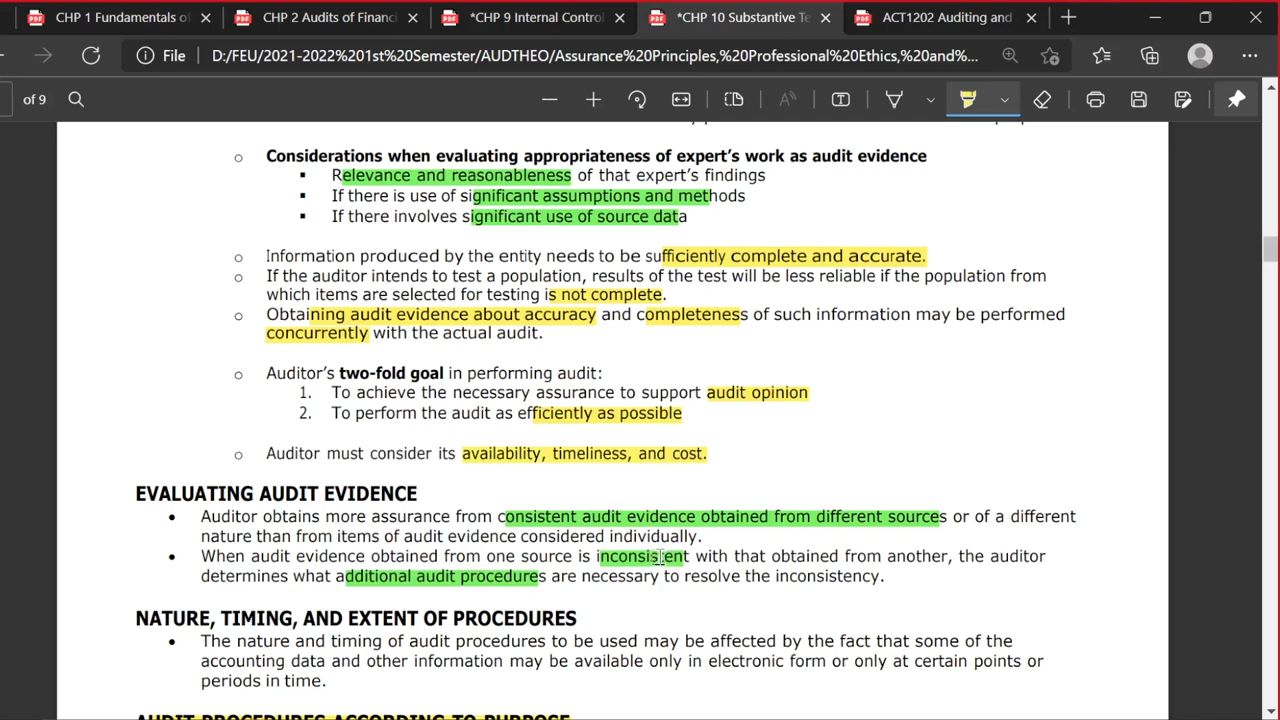 CHP 1 Fundamentals of
CHP 2 Audits of Financi
*CHP 9 Internal Control
*CHP 10 Substantive Te
ACT1202 Auditing and
File
D:/FEU/2021-2022%201st%20Semester/AUDTHEO/Assurance%20Principles,%20Professional%20Ethics,%20and%...
of 9
Considerations when evaluating appropriateness of expert's work as audit evidence
Relevance and reasonableness of that expert's findings
If there is use of significant assumptions and methods
If there involves significant use of source data
Information produced by the entity needs to be sufficiently complete and accurate.
If the auditor intends to test a population, results of the test will be less reliable if the population from
which items are selected for testing is not complete.
Obtaining audit evidence about accuracy and completeness of such information may be performed
concurrently with the actual audit.
Auditor's two-fold goal in performing audit:
1. To achieve the necessary assurance to support audit opinion
2. To perform the audit as efficiently as possible
Auditor must consider its availability, timeliness, and cost.
EVALUATING AUDIT EVIDENCE
Auditor obtains more assurance from consistent audit evidence obtained from different sources or of a different
nature than from items of audit evidence considered individually.
When audit evidence obtained from one source is inconsistent with that obtained from another, the auditor
determines what additional audit procedures are necessary to resolve the inconsistency.
NATURE, TIMING, AND EXTENT OF PROCEDURES
The nature and timing of audit procedures to be used may be affected by the fact that some of the
accounting data and other information may be available only in electronic form or only at certain points or
periods in time.
AUDIT PROCEDURES ACCORDING TO PURPOSE